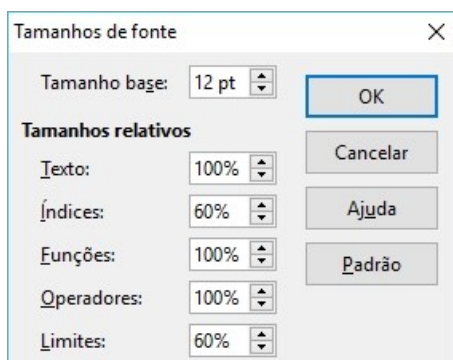 Tamanhos de fonte
Tamanho base: 12 pt
OK
Tamanhos relativos
Texto: 100%
Cancelar
Índices: 60%
Ajuda
Funções: 100%
Padrão
Operadores: 100%
Limites: 60%